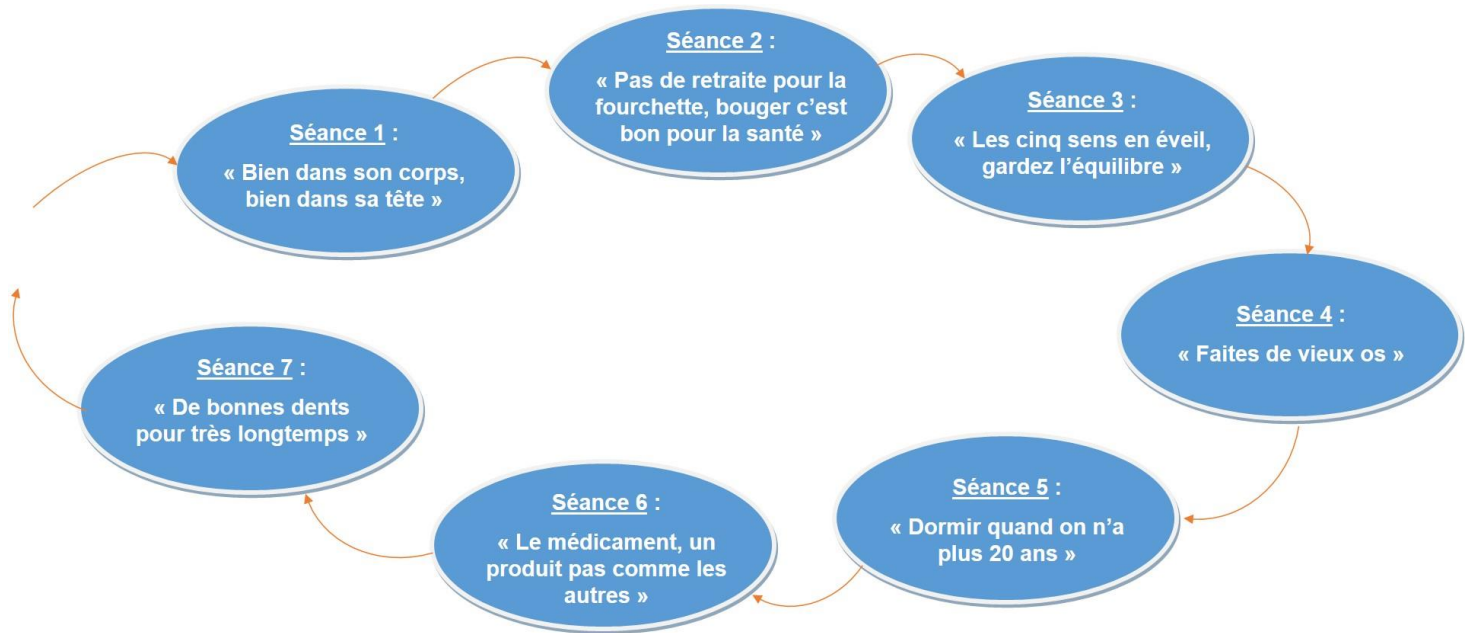 Séance 1 :
« Bien dans son corps,
bien dans sa tête »
Séance 2 :
« Pas de retraite pour la
fourchette, bouger c’est
bon pour la santé »
Séance 3 :
« Les cinq sens en éveil,
gardez l’équilibre »
Séance 4 :
« Faites de vieux os »
Séance 5 :
« Dormir quand on n’a
plus 20 ans »
Séance 6 :
« Le médicament, un
produit pas comme les
autres »
Séance 7 :
« De bonnes dents
pour très longtemps »